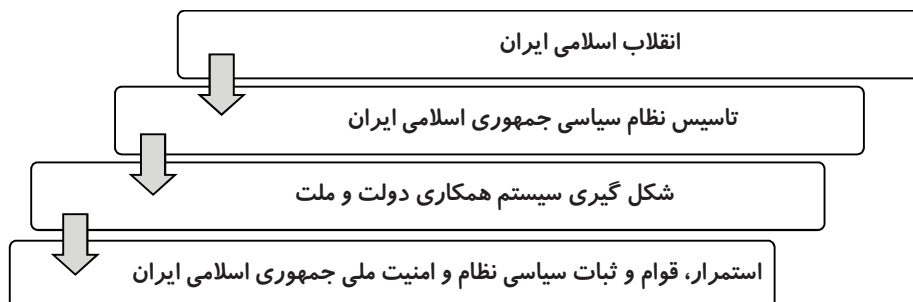 انقلاب اسلامی ایران
تاسیس نظام سیاسی جمهوری اسلامی ایران
شکل گیری سیستم همکاری دولت و ملت
استمرار، قوام و ثبات سیاسی نظام و امنیت ملی جمهوری اسلامی ایران